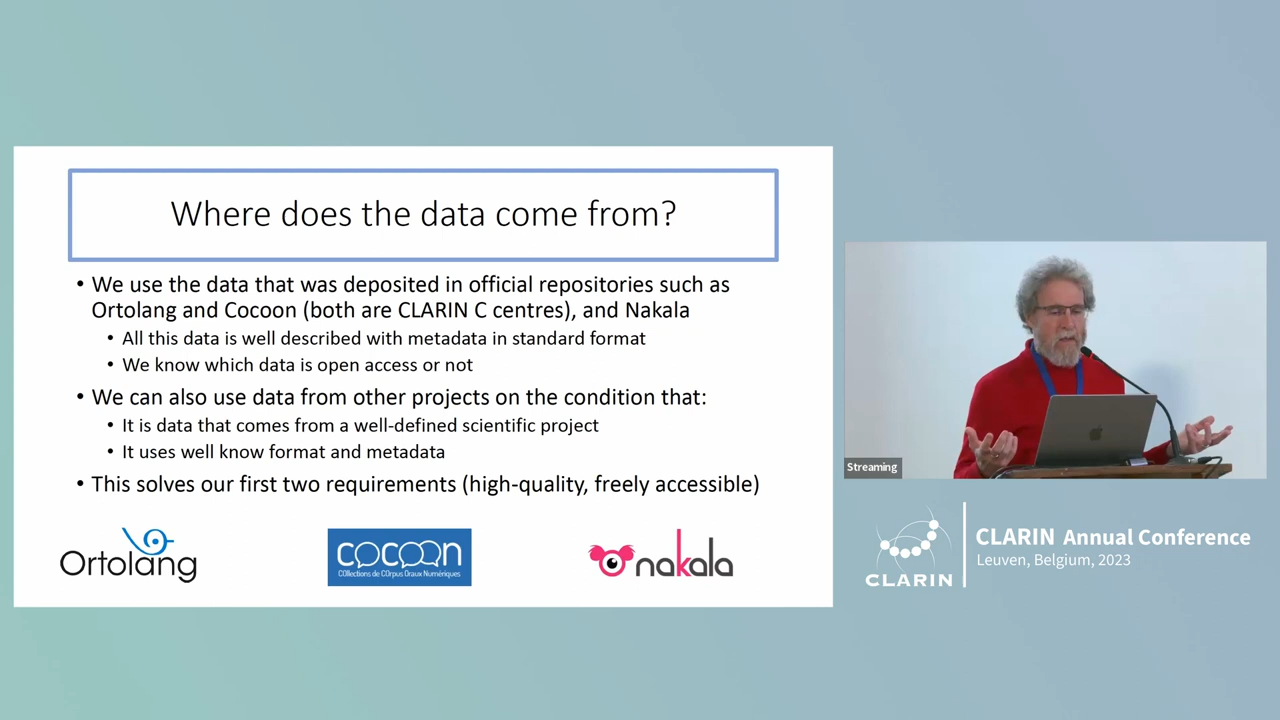 Where does the data come from?
• We use the data that was deposited in official repositories such as
Ortolang and Cocoon (both are CLARIN C centres), and Nakala
• All this data is well described with metadata in standard format
• We know which data is open access or not
• We can also use data from other projects on the condition that:
• It is data that comes from a well-defined scientific project
• It uses well know format and metadata
• This solves our first two requirements (high-quality, freely accessible)
Ortolang
cocoon
COllections de COrpus Oraux Numériques
nakala
Streaming
CLARIN
CLARIN Annual Conference
Leuven, Belgium, 2023